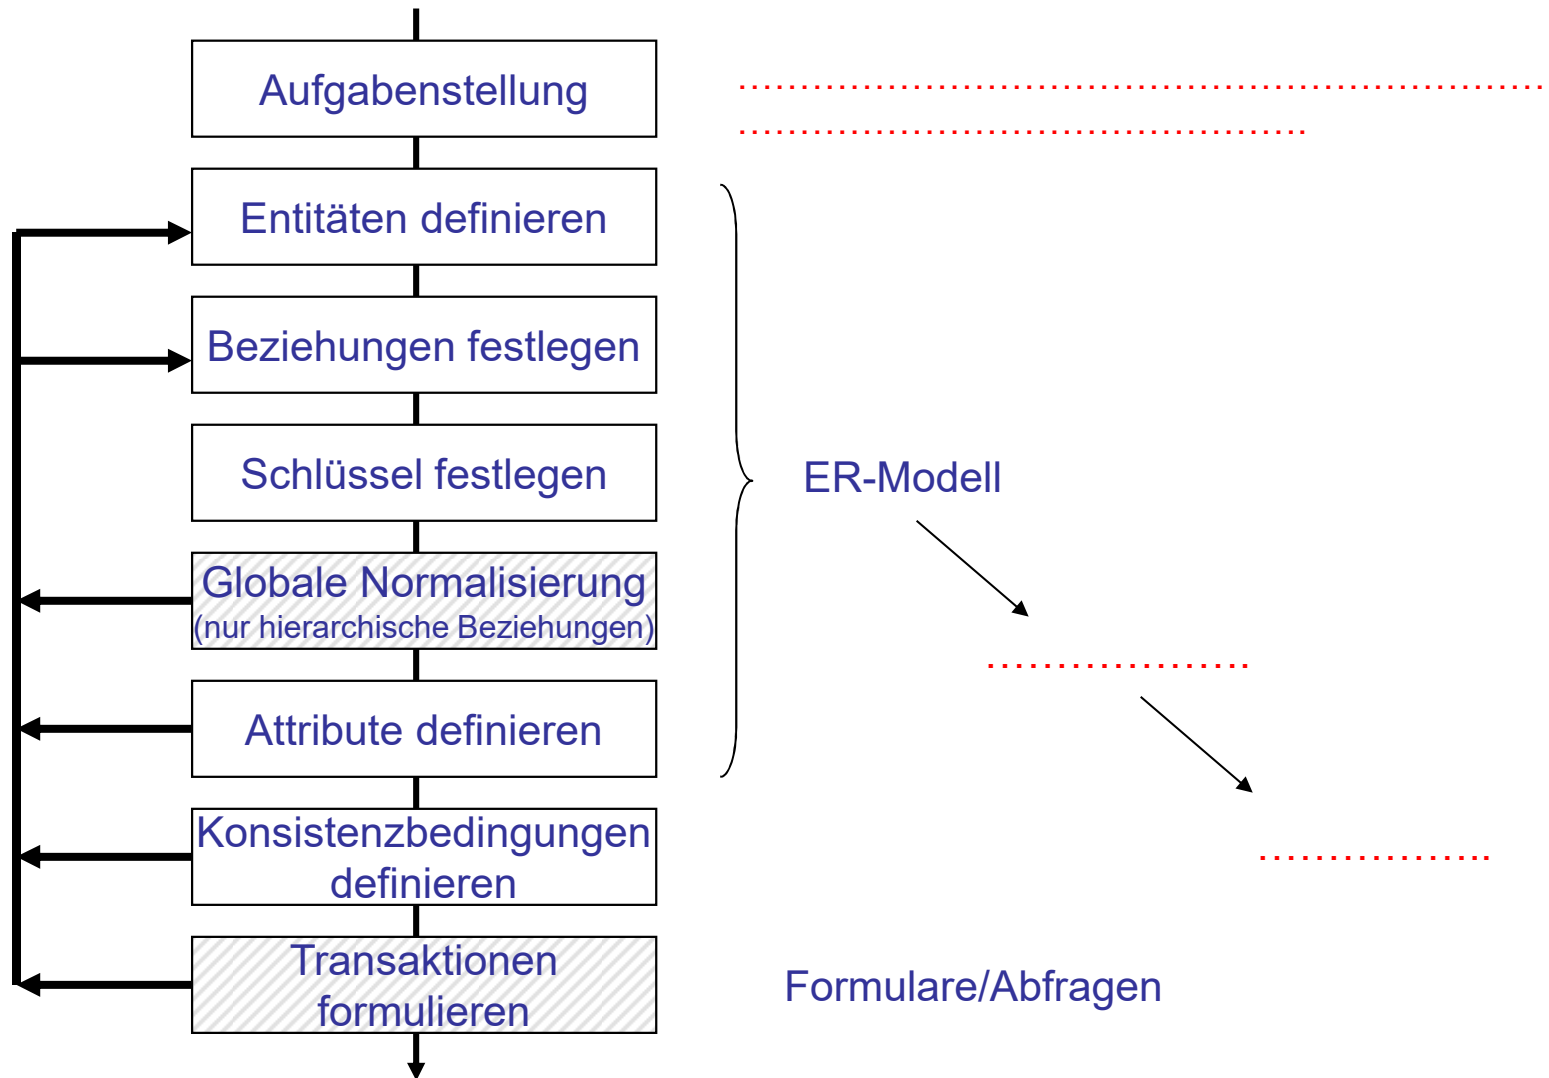 Aufgabenstellung
Entitäten definieren
Beziehungen festlegen
Schlüssel festlegen
ER-Modell
Globale Normalisierung
(nur hierarchische Beziehungen)
Attribute definieren
Konsistenzbedingungen
definieren
Transaktionen
formulieren
Formulare/Abfragen